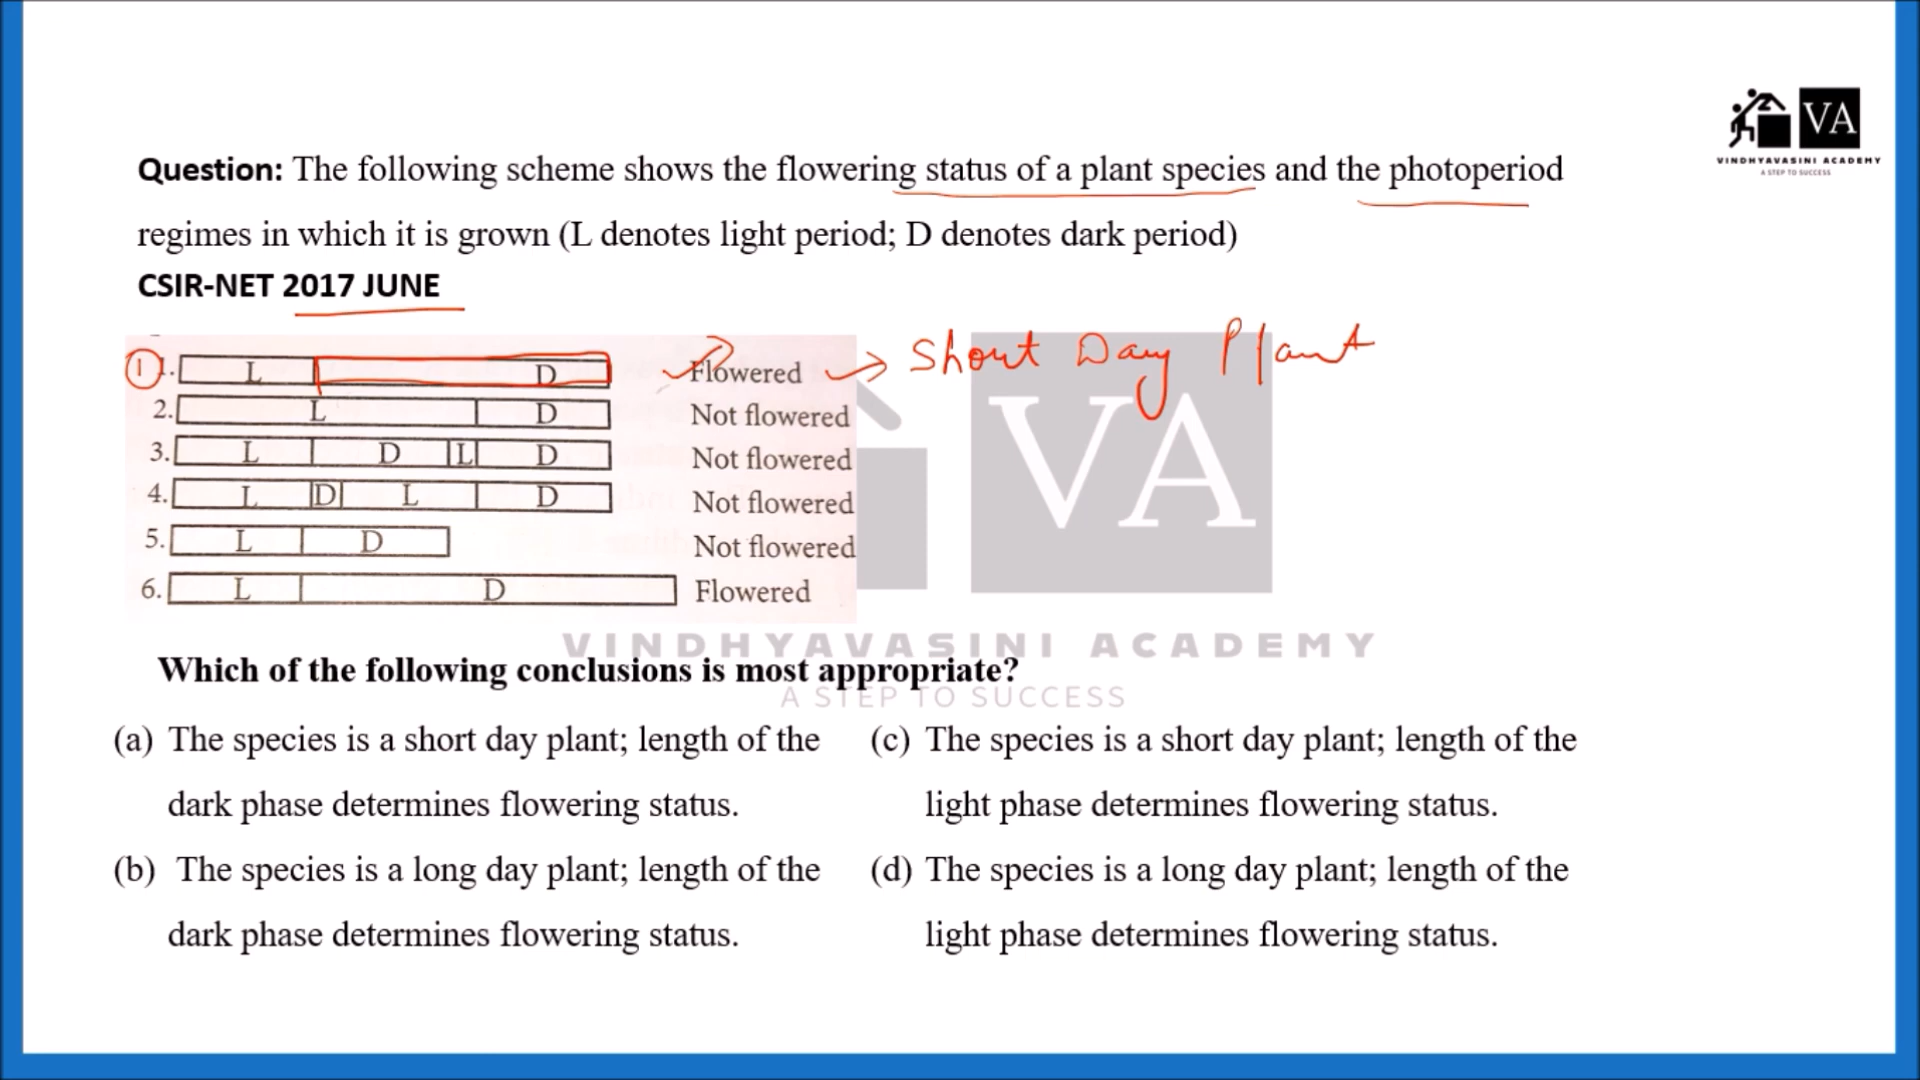 VA
VINDHYAVASINI ACADEMY
A STEP TO SUCCESS
Question: The following scheme shows the flowering status of a plant species and the photoperiod
regimes in which it is grown (L denotes light period; D denotes dark period)
CSIR-NET 2017 JUNE
1 1. L D Flowered Short Day Plant
2. L D Not flowered
3. L D L D Not flowered
4. L D L D Not flowered
5. L D Not flowered
6. L D Flowered
VA
VINDHYAVASINI ACADEMY
A STEP TO SUCCESS
Which of the following conclusions is most appropriate?
(a) The species is a short day plant; length of the
dark phase determines flowering status.
(b) The species is a long day plant; length of the
dark phase determines flowering status.
(c) The species is a short day plant; length of the
light phase determines flowering status.
(d) The species is a long day plant; length of the
light phase determines flowering status.